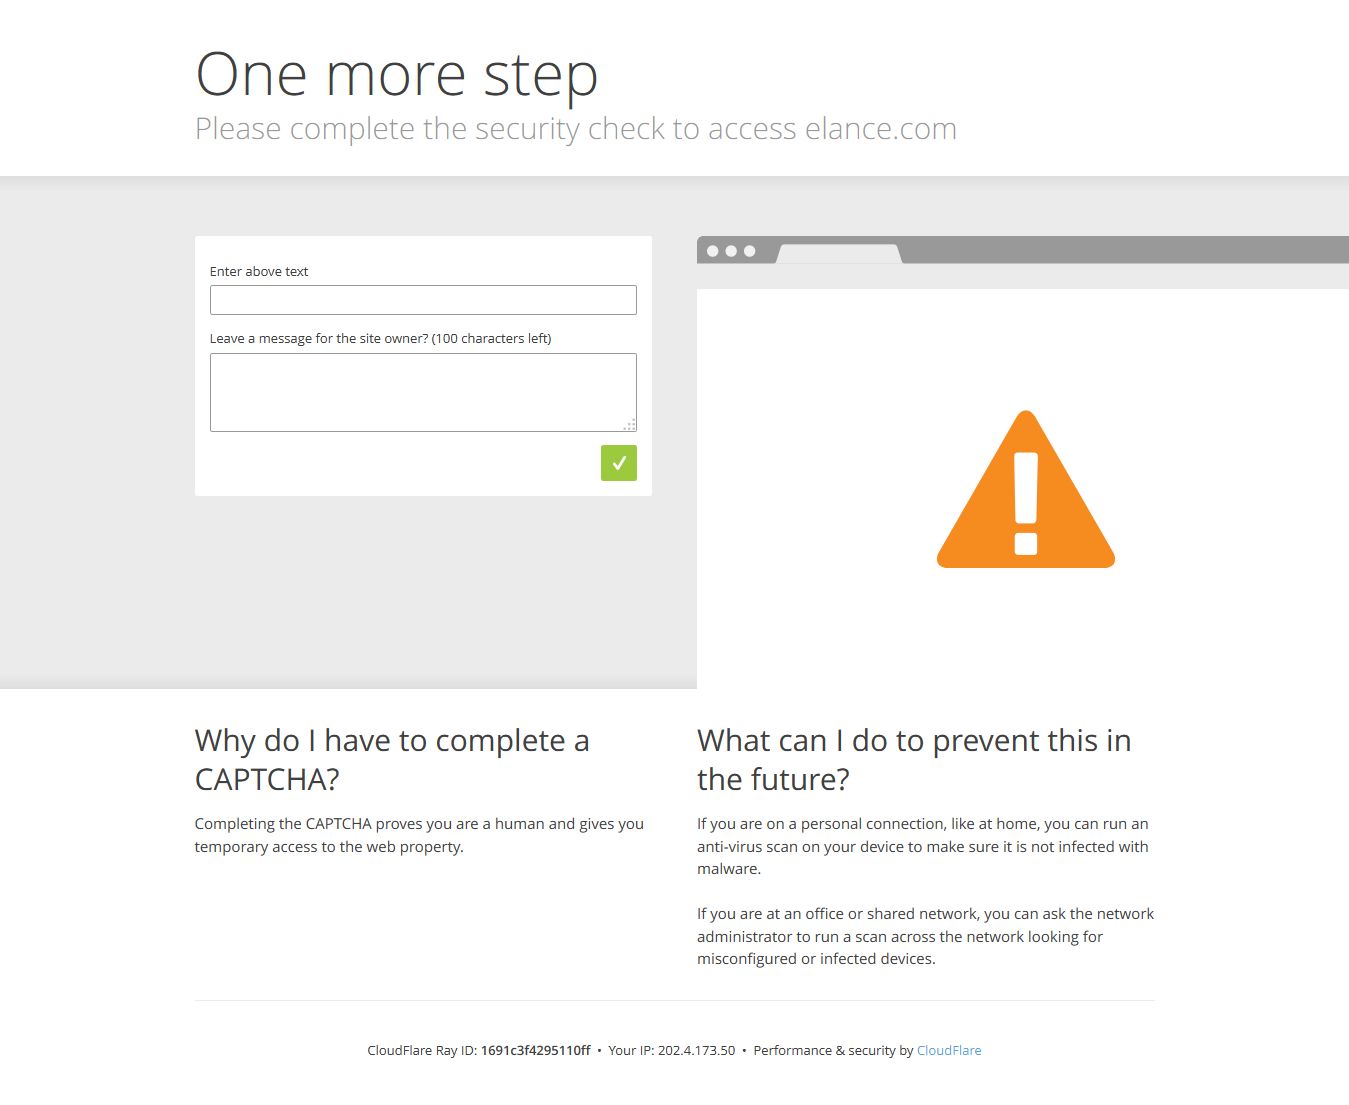 One more step
Please complete the security check to access elance.com
Enter above text
Leave a message for the site owner? (100 characters left)
Why do I have to complete a
CAPTCHA?
Completing the CAPTCHA proves you are a human and gives you
temporary access to the web property.
What can I do to prevent this in
the future?
If you are on a personal connection, like at home, you can run an
anti-virus scan on your device to make sure it is not infected with
malware.
If you are at an office or shared network, you can ask the network
administrator to run a scan across the network looking for
misconfigured or infected devices.
CloudFlare Ray ID: 1691c3f4295110ff • Your IP: 202.4.173.50 • Performance & security by CloudFlare